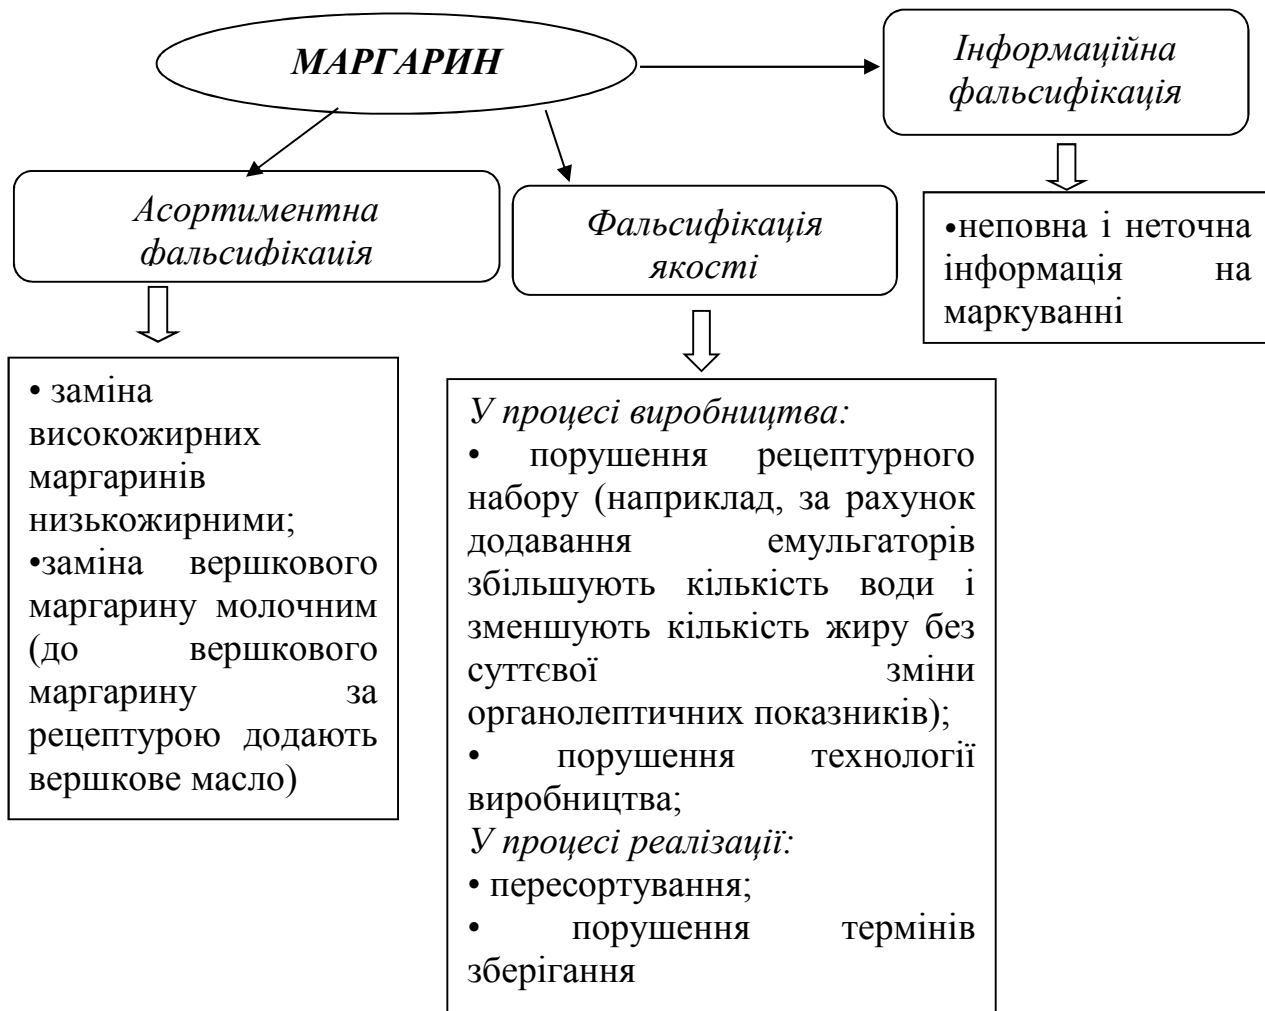 МАРГАРИН
Інформаційна
фальсифікація
Асортиментна
фальсифікація
Фальсифікація
якості
•неповна і неточна
інформація на
маркуванні
• заміна
високожирних
маргаринів
низькожирними;
•заміна вершкового
маргарину молочним
(до вершкового
маргарину за
рецептурою додають
вершкове масло)
У процесі виробництва:
• порушення рецептурного
набору (наприклад, за рахунок
додавання емульгаторів
збільшують кількість води і
зменшують кількість жиру без
суттєвої зміни
органолептичних показників);
• порушення технології
виробництва;
У процесі реалізації:
• пересортування;
• порушення термінів
зберігання